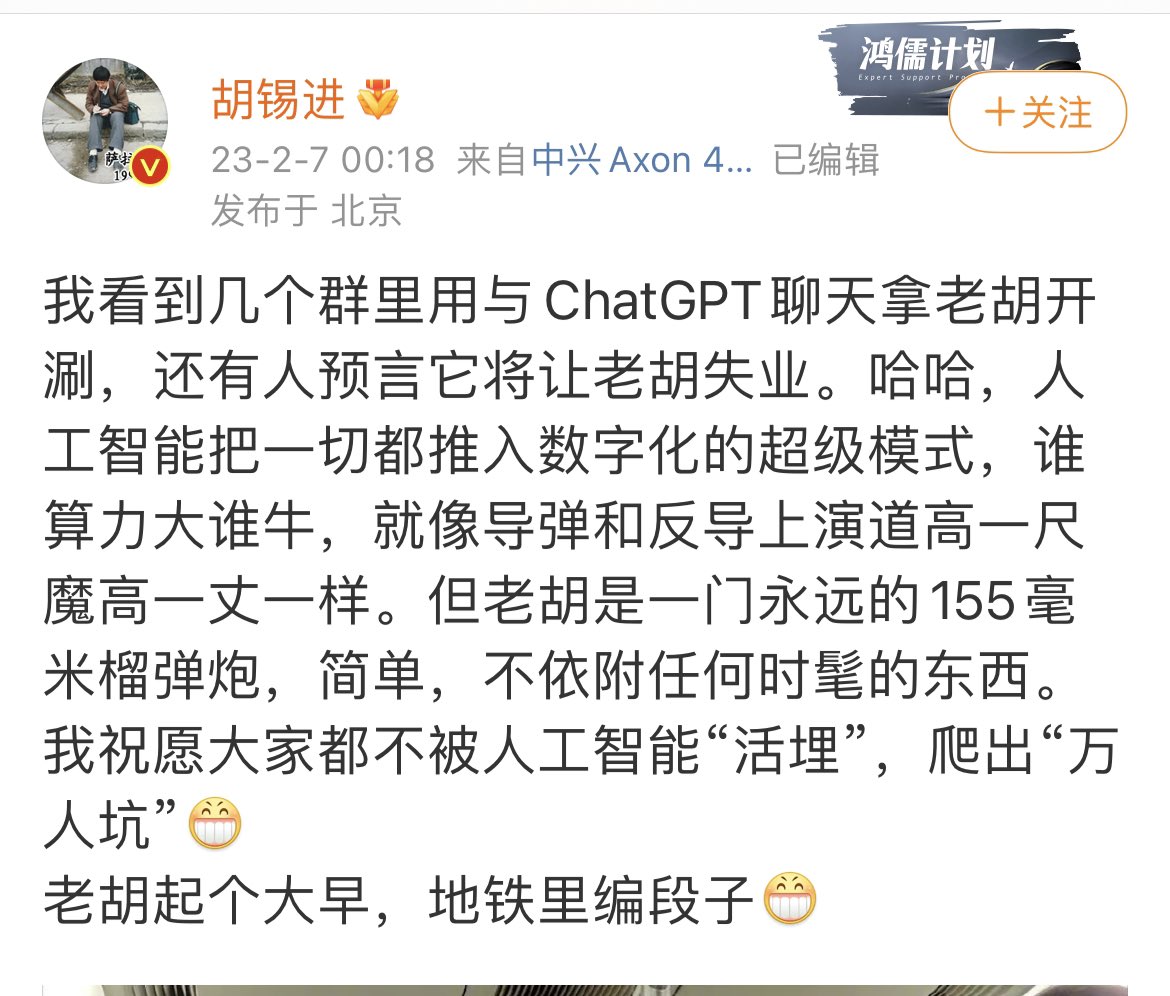 鸿儒计划
Expert Support Pro
胡锡进
+关注
23-2-7 00:18 来自中兴 Axon 4... 已编辑
发布于 北京
我看到几个群里用与ChatGPT聊天拿老胡开
涮，还有人预言它将让老胡失业。哈哈，人
工智能把一切都推入数字化的超级模式，谁
算力大谁牛，就像导弹和反导上演道高一尺
魔高一丈一样。但老胡是一门永远的155毫
米榴弹炮，简单，不依附任何时髦的东西。
我祝愿大家都不被人工智能“活埋”，爬出“万
人坑”😁
老胡起个大早，地铁里编段子😁